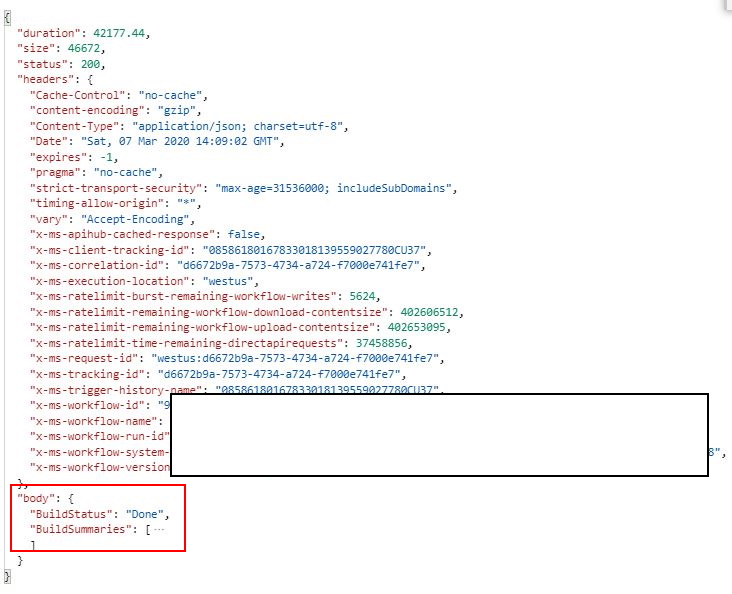 {
"duration": 42177.44,
"size": 46672,
"status": 200,
"headers": {
"Cache-Control": "no-cache",
"content-encoding": "gzip",
"Content-Type": "application/json; charset=utf-8",
"Date": "Sat, 07 Mar 2020 14:09:02 GMT",
"expires": -1,
"pragma": "no-cache",
"strict-transport-security": "max-age=31536000; includeSubDomains",
"timing-allow-origin": "*",
"vary": "Accept-Encoding",
"x-ms-apihub-cached-response": false,
"x-ms-client-tracking-id": "08586180167833018139559027780CU37",
"x-ms-correlation-id": "d6672b9a-7573-4734-a724-f7000e741fe7",
"x-ms-execution-location": "westus",
"x-ms-ratelimit-burst-remaining-workflow-writes": 5624,
"x-ms-ratelimit-remaining-workflow-download-contentsize": 402606512,
"x-ms-ratelimit-remaining-workflow-upload-contentsize": 402653095,
"x-ms-ratelimit-time-remaining-directapirequests": 37458856,
"x-ms-request-id": "westus:d6672b9a-7573-4734-a724-f7000e741fe7",
"x-ms-tracking-id": "d6672b9a-7573-4734-a724-f7000e741fe7",
"x-ms-trigger-history-name": "08586180167833018139559027780CU37",
"x-ms-workflow-id": "9
"x-ms-workflow-name":
"x-ms-workflow-run-id"
"x-ms-workflow-system- 8",
"x-ms-workflow-version
},
"body": {
"BuildStatus": "Done",
"BuildSummaries": [ ···
]
}
}